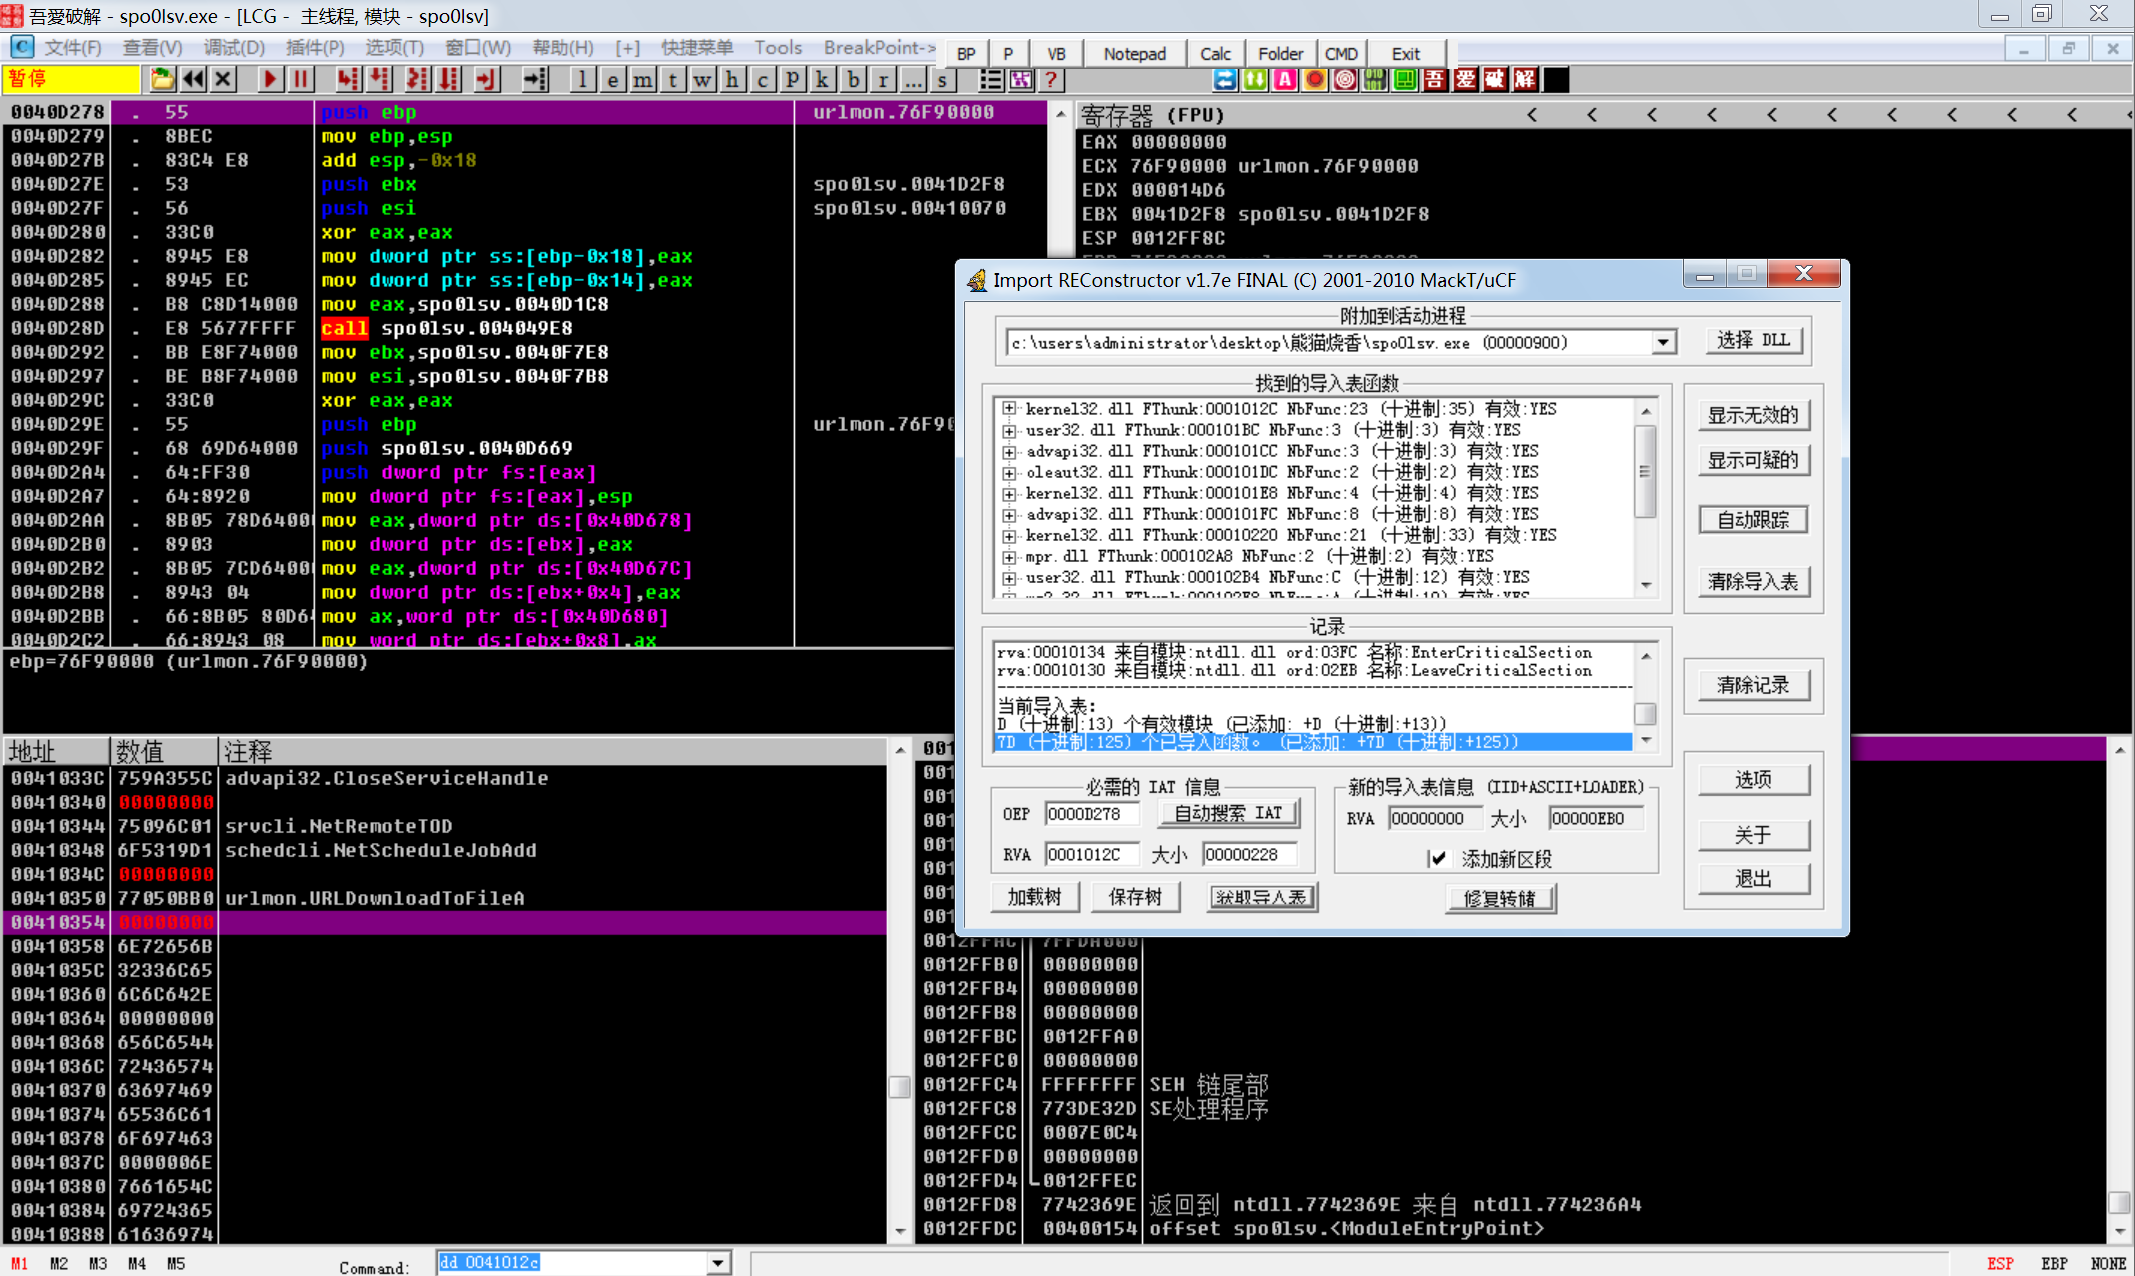 吾愛破解 - spo0lsv.exe - [LCG - 主线程, 模块 - spo0lsv]
文件(F) 查看(V) 调试(D) 插件(P) 选项(T) 窗口(W) 帮助(H) [+] 快捷菜单 Tools BreakPoint->
BP P VB Notepad Calc Folder CMD Exit
暂停 l e m t w h c p k b r ... s ? A 吾 爱 破 解
0040D278 . 55 push ebp urlmon.76F90000
0040D279 . 8BEC mov ebp,esp
0040D27B . 83C4 E8 add esp,-0x18
0040D27E . 53 push ebx spo0lsv.0041D2F8
0040D27F . 56 push esi spo0lsv.00410070
0040D280 . 33C0 xor eax,eax
0040D282 . 8945 E8 mov dword ptr ss:[ebp-0x18],eax
0040D285 . 8945 EC mov dword ptr ss:[ebp-0x14],eax
0040D288 . B8 C8D14000 mov eax,spo0lsv.0040D1C8
0040D28D . E8 5677FFFF call spo0lsv.004049E8
0040D292 . BB E8F74000 mov ebx,spo0lsv.0040F7E8
0040D297 . BE B8F74000 mov esi,spo0lsv.0040F7B8
0040D29C . 33C0 xor eax,eax
0040D29E . 55 push ebp urlmon.76F90
0040D29F . 68 69D64000 push spo0lsv.0040D669
0040D2A4 . 64:FF30 push dword ptr fs:[eax]
0040D2A7 . 64:8920 mov dword ptr fs:[eax],esp
0040D2AA . 8B05 78D6400 mov eax,dword ptr ds:[0x40D678]
0040D2B0 . 8903 mov dword ptr ds:[ebx],eax
0040D2B2 . 8B05 7CD6400 mov eax,dword ptr ds:[0x40D67C]
0040D2B8 . 8943 04 mov dword ptr ds:[ebx+0x4],eax
0040D2BB . 66:8B05 80D64 mov ax,word ptr ds:[0x40D680]
0040D2C2 . 66:8943 08 mov word ptr ds:[ebx+0x8],ax
ebp=76F90000 (urlmon.76F90000)
寄存器 (FPU) < < < < < < < < < < <
EAX 00000000
ECX 76F90000 urlmon.76F90000
EDX 000014D6
EBX 0041D2F8 spo0lsv.0041D2F8
ESP 0012FF8C
Import REConstructor v1.7e FINAL (C) 2001-2010 MackT/uCF
附加到活动进程
c:\users\administrator\desktop\熊猫烧香\spo0lsv.exe (00000900)
选择 DLL
找到的导入表函数
kernel32.dll FThunk:0001012C NbFunc:23 (十进制:35) 有效:YES
user32.dll FThunk:000101BC NbFunc:3 (十进制:3) 有效:YES
advapi32.dll FThunk:000101CC NbFunc:3 (十进制:3) 有效:YES
oleaut32.dll FThunk:000101DC NbFunc:2 (十进制:2) 有效:YES
kernel32.dll FThunk:000101E8 NbFunc:4 (十进制:4) 有效:YES
advapi32.dll FThunk:000101FC NbFunc:8 (十进制:8) 有效:YES
kernel32.dll FThunk:00010220 NbFunc:21 (十进制:33) 有效:YES
mpr.dll FThunk:000102A8 NbFunc:2 (十进制:2) 有效:YES
user32.dll FThunk:000102B4 NbFunc:C (十进制:12) 有效:YES
显示无效的
显示可疑的
自动跟踪
清除导入表
记录
rva:00010134 来自模块:ntdll.dll ord:03FC 名称:EnterCriticalSection
rva:00010130 来自模块:ntdll.dll ord:02EB 名称:LeaveCriticalSection
当前导入表:
D (十进制:13) 个有效模块 (已添加: +D (十进制:+13))
7D (十进制:125) 个已导入函数。 (已添加: +7D (十进制:+125))
清除记录
必需的 IAT 信息
OEP 0000D278 自动搜索 IAT
RVA 0001012C 大小 00000228
新的导入表信息 (IID+ASCII+LOADER)
RVA 00000000 大小 00000EB0
添加新区段
加载树 保存树 获取导入表 修复转储
选项
关于
退出
地址 数值 注释
0041033C 759A355C advapi32.CloseServiceHandle
00410340 00000000
00410344 75096C01 srvcli.NetRemoteTOD
00410348 6F5319D1 schedcli.NetScheduleJobAdd
0041034C 00000000
00410350 77050BB0 urlmon.URLDownloadToFileA
00410354 00000000
00410358 6E72656B
0041035C 32336C65
00410360 6C6C642E
00410364 00000000
00410368 656C6544
0041036C 72436574
00410370 63697469
00410374 65536C61
00410378 6F697463
0041037C 0000006E
00410380 7661654C
00410384 69724365
00410388 61636974
0012FFAC 7FFDA000
0012FFB0 00000000
0012FFB4 00000000
0012FFB8 00000000
0012FFBC 0012FFA0
0012FFC0 00000000
0012FFC4 FFFFFFFF SEH 链尾部
0012FFC8 773DE32D SE处理程序
0012FFCC 0007E0C4
0012FFD0 00000000
0012FFD4 0012FFEC
0012FFD8 7742369E 返回到 ntdll.7742369E 来自 ntdll.774236A4
0012FFDC 00400154 offset spo0lsv.<ModuleEntryPoint>
M1 M2 M3 M4 M5 Command: dd 0041012c ESP EBP NONE